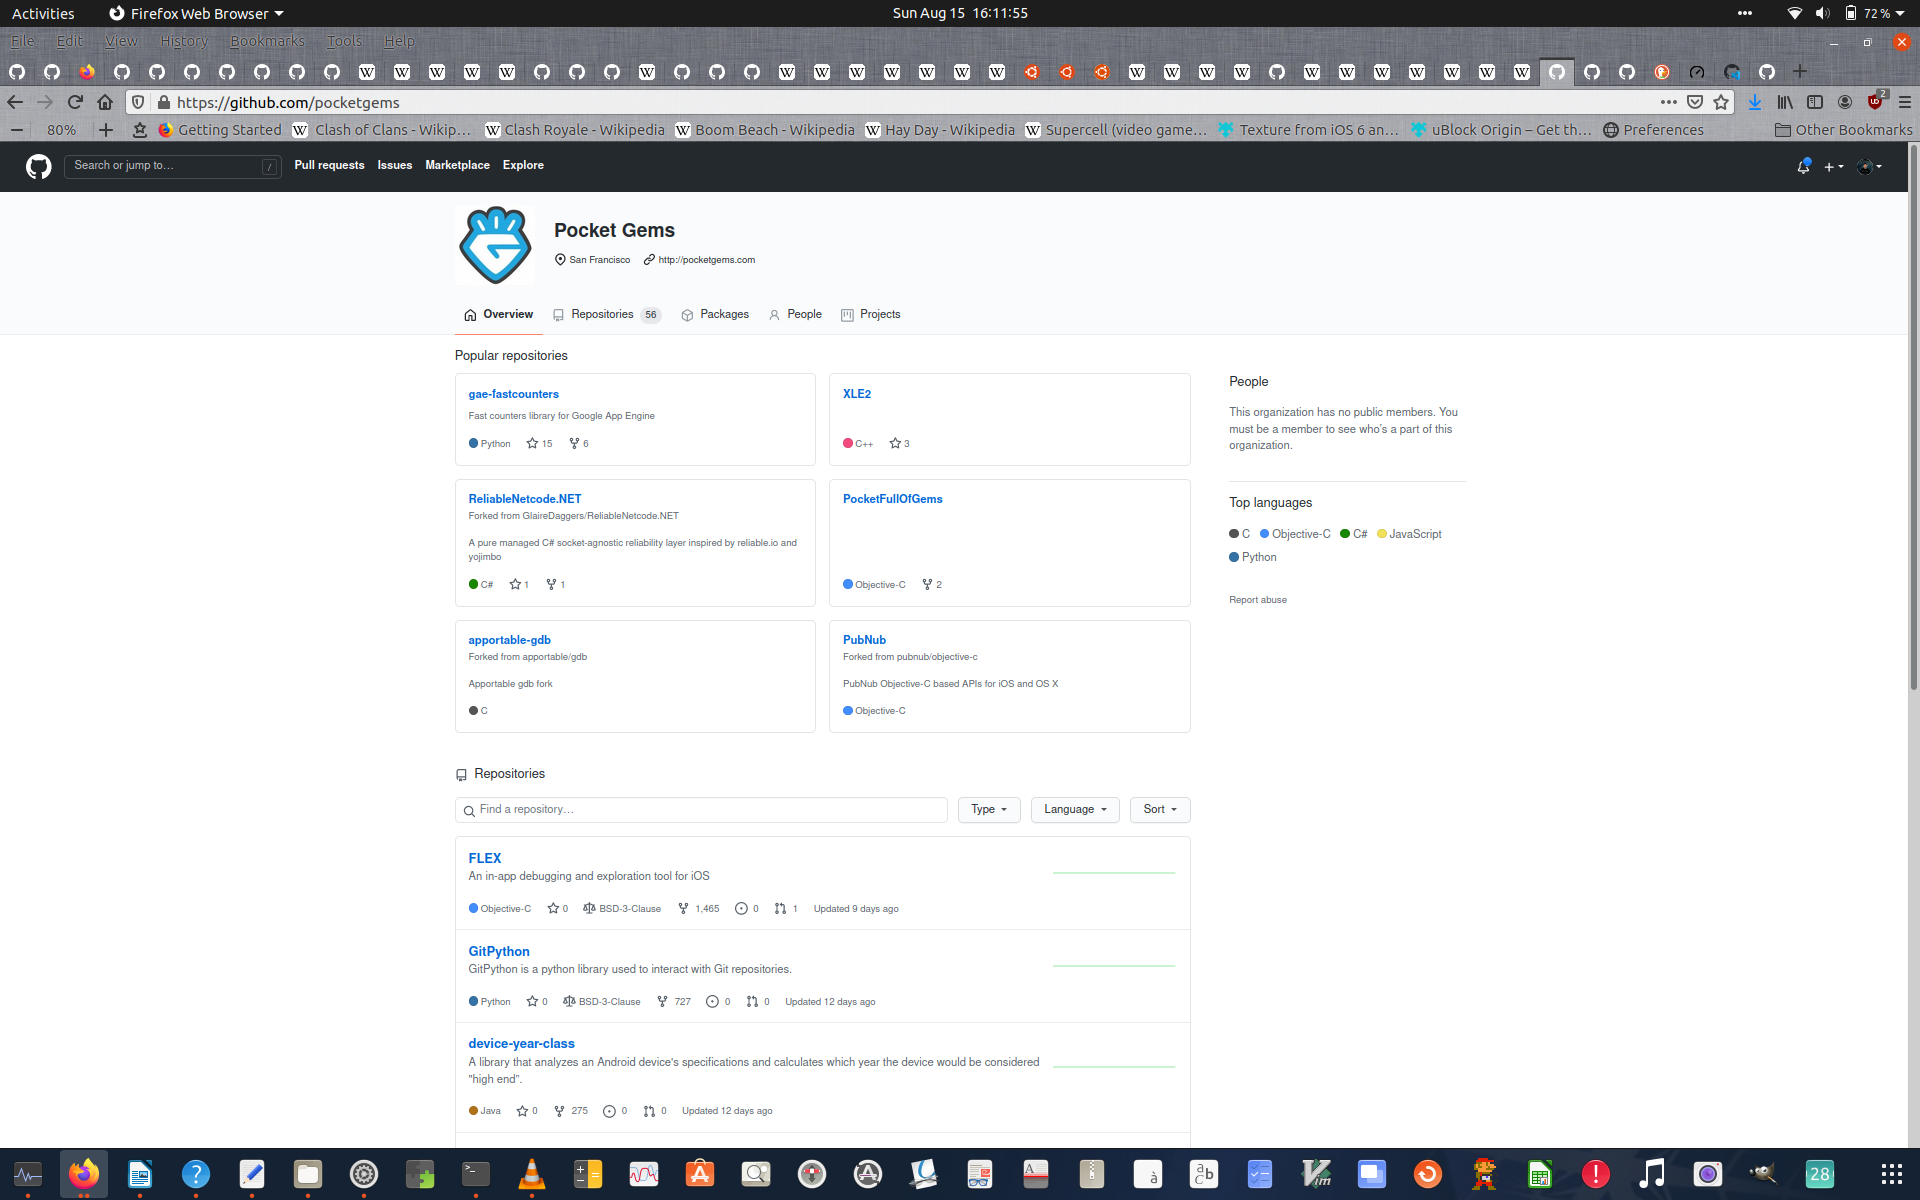 Activities
Firefox Web Browser
Sun Aug 15 16:11:55
72 %
File Edit View History Bookmarks Tools Help
https://github.com/pocketgems
2
80%
Getting Started
Clash of Clans - Wikip…
Clash Royale - Wikipedia
Boom Beach - Wikipedia
Hay Day - Wikipedia
Supercell (video game…
Texture from iOS 6 an…
uBlock Origin – Get th…
Preferences
Other Bookmarks
Search or jump to…
/
Pull requests
Issues
Marketplace
Explore
Pocket Gems
San Francisco
http://pocketgems.com
Overview
Repositories 56
Packages
People
Projects
Popular repositories
gae-fastcounters
Fast counters library for Google App Engine
Python 15 6
XLE2
C++ 3
ReliableNetcode.NET
Forked from GlaireDaggers/ReliableNetcode.NET
A pure managed C# socket-agnostic reliability layer inspired by reliable.io and
yojimbo
C# 1 1
PocketFullOfGems
Objective-C 2
apportable-gdb
Forked from apportable/gdb
Apportable gdb fork
C
PubNub
Forked from pubnub/objective-c
PubNub Objective-C based APIs for iOS and OS X
Objective-C
People
This organization has no public members. You
must be a member to see who's a part of this
organization.
Top languages
C Objective-C C# JavaScript
Python
Report abuse
Repositories
Find a repository…
Type
Language
Sort
FLEX
An in-app debugging and exploration tool for iOS
Objective-C 0 BSD-3-Clause 1,465 0 1 Updated 9 days ago
GitPython
GitPython is a python library used to interact with Git repositories.
Python 0 BSD-3-Clause 727 0 0 Updated 12 days ago
device-year-class
A library that analyzes an Android device's specifications and calculates which year the device would be considered
"high end".
Java 0 275 0 0 Updated 12 days ago
28